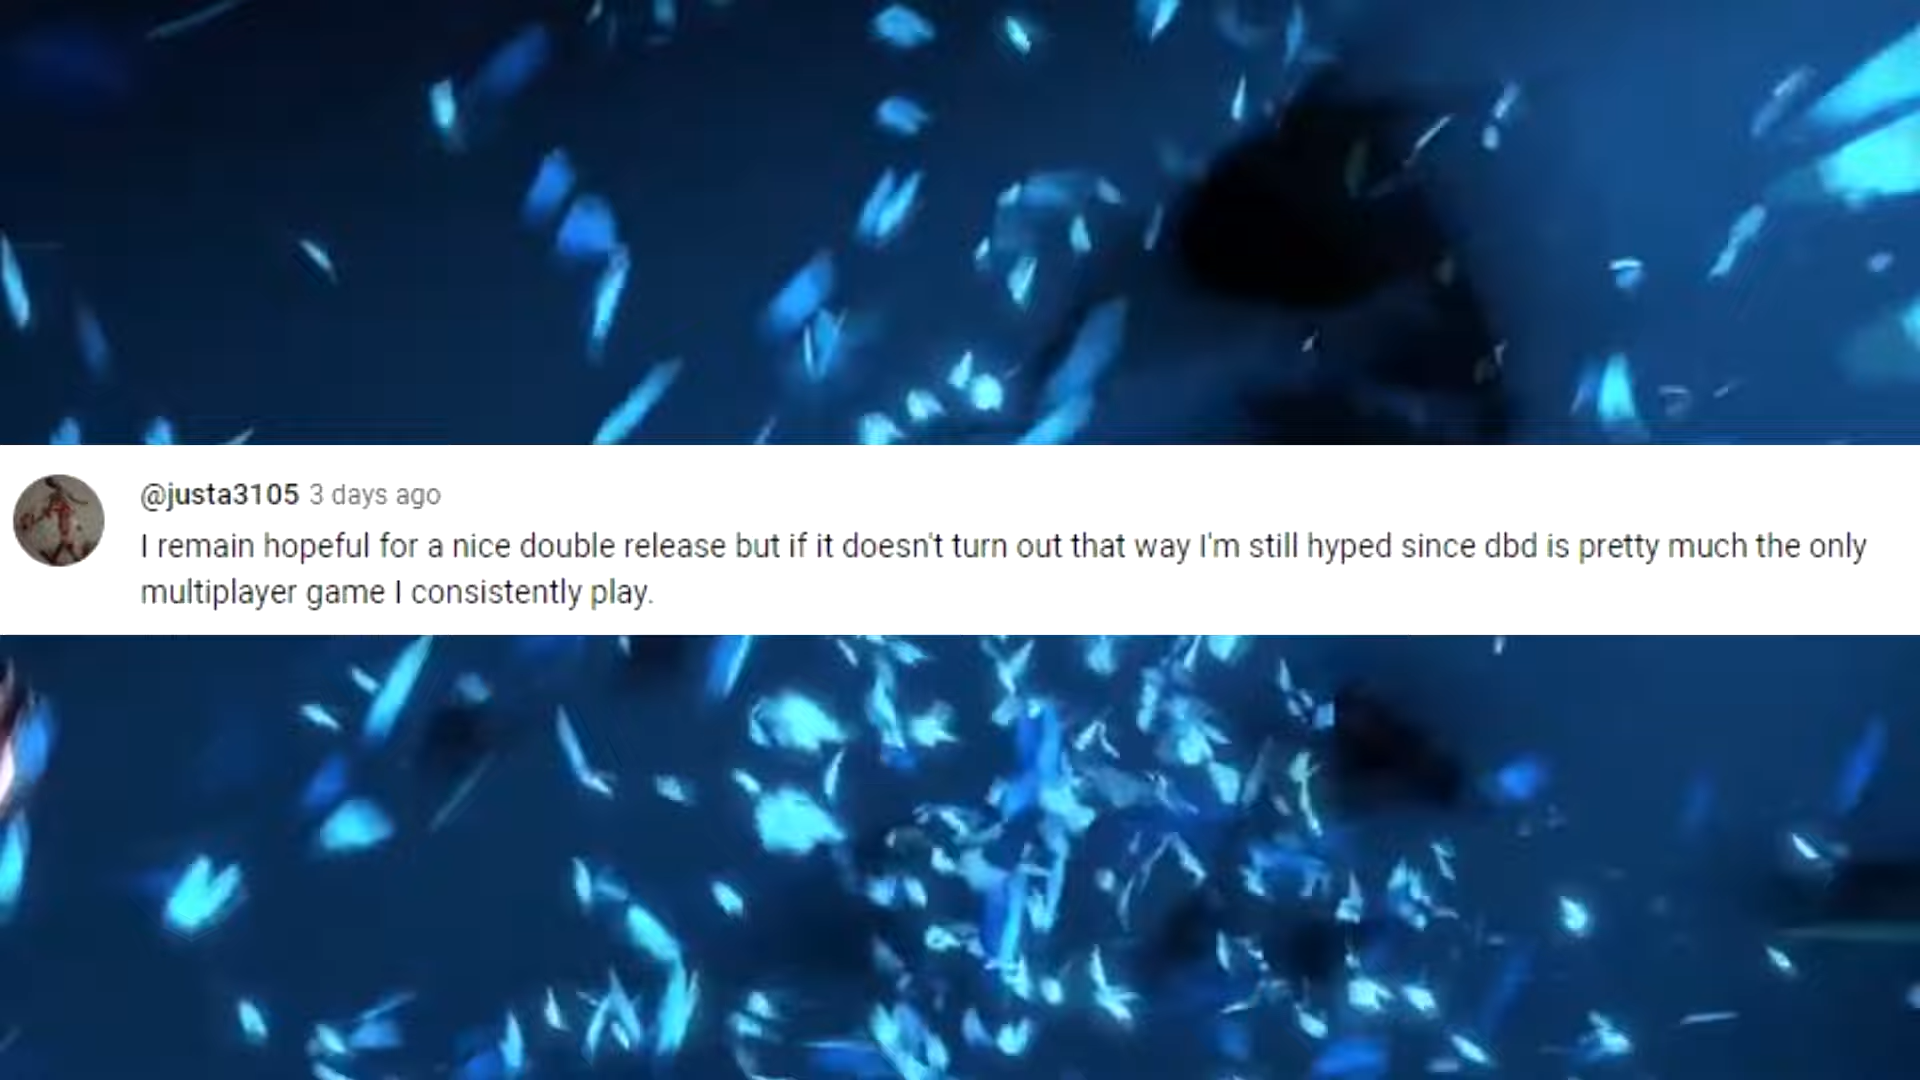 @justa3105 3 days ago
I remain hopeful for a nice double release but if it doesn't turn out that way I'm still hyped since dbd is pretty much the only
multiplayer game I consistently play.